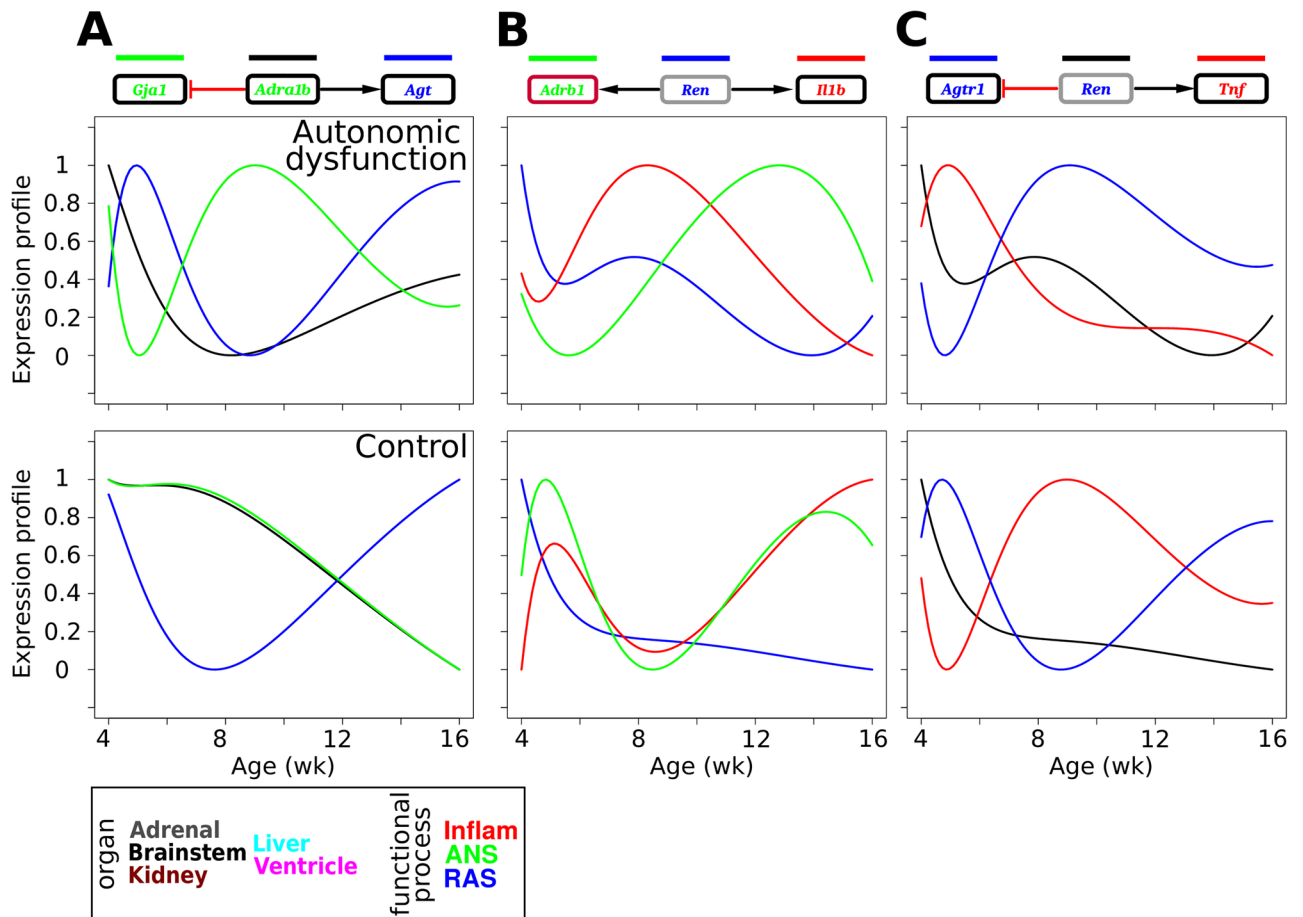 A B C
Gja1 Adra1b Agt Adrb1 Ren Il1b Agtr1 Ren Tnf
Autonomic
dysfunction
Expression profile
1
0.8
0.6
0.4
0.2
0
Control
Expression profile
1
0.8
0.6
0.4
0.2
0
4 8 12 16 4 8 12 16 4 8 12 16
Age (wk) Age (wk) Age (wk)
organ
Adrenal
Brainstem
Kidney
Liver
Ventricle
functional
process
Inflam
ANS
RAS